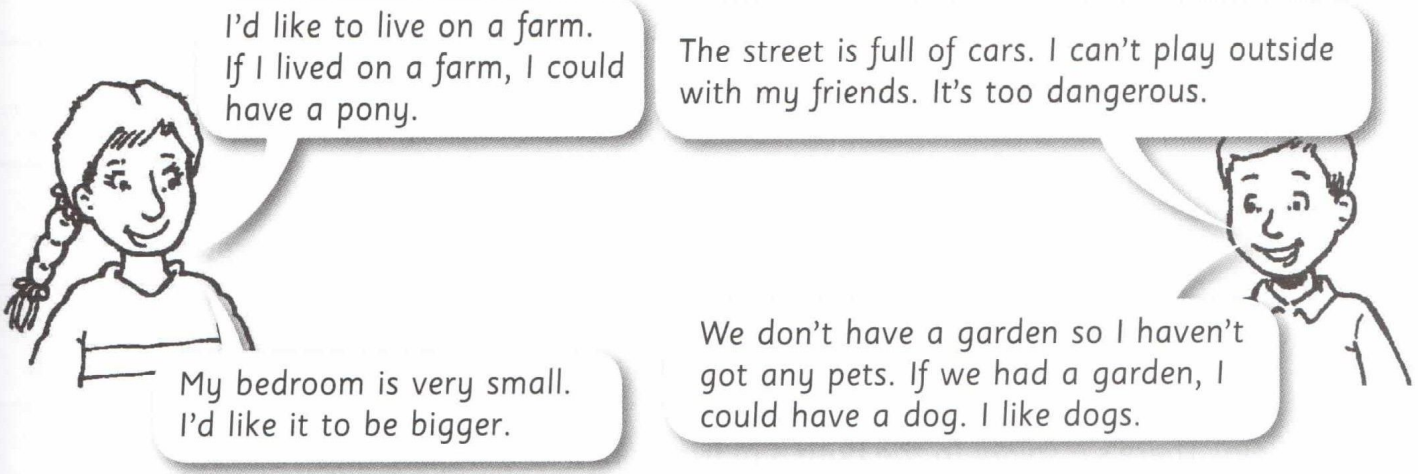 I'd like to live on a farm.
If I lived on a farm, I could
have a pony.
The street is full of cars. I can't play outside
with my friends. It's too dangerous.
My bedroom is very small.
I'd like it to be bigger.
We don't have a garden so I haven't
got any pets. If we had a garden, I
could have a dog. I like dogs.